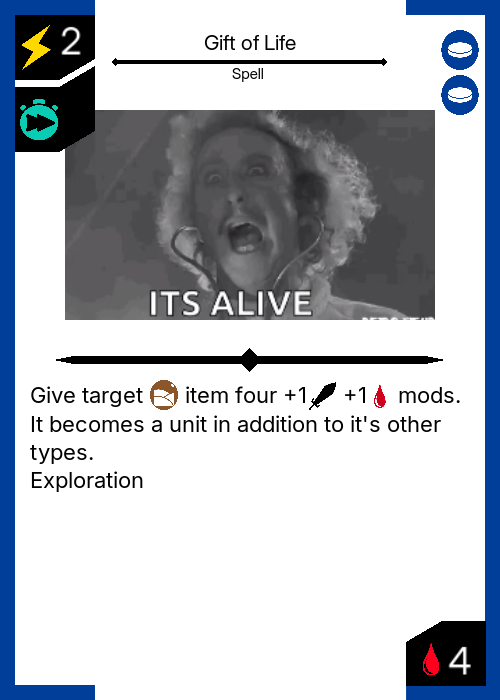 2
Gift of Life
Spell
ITS ALIVE
Give target item four +1 +1 mods.
It becomes a unit in addition to it's other
types.
Exploration
4